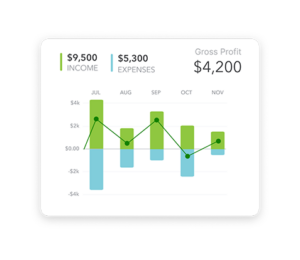 $9,500
INCOME
$5,300
EXPENSES
Gross Profit
$4,200
JUL AUG SEP OCT NOV
$4k
$2k
$0.00
-$2k
-$4k